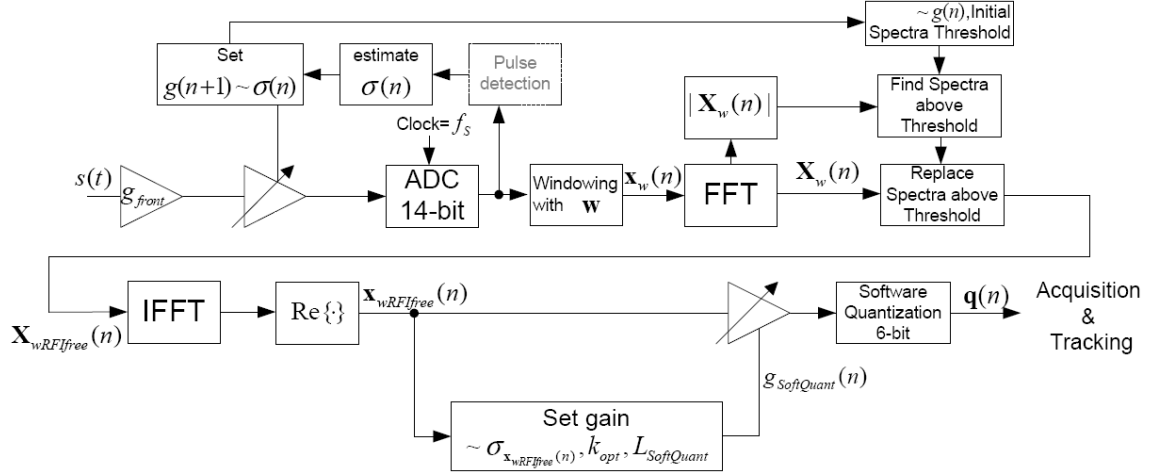 ~ g(n),Initial
Spectra Threshold
Set
g(n+1) ~ σ(n)
estimate
σ(n)
Pulse
detection
| X_w(n) |
Find Spectra
above
Threshold
Clock= f_S
s(t)
g_front
ADC
14-bit
Windowing
with w
x_w(n)
FFT
X_w(n)
Replace
Spectra above
Threshold
X_wRFIfree(n)
IFFT
Re{·}
x_wRFIfree(n)
Software
Quantization
6-bit
q(n)
Acquisition
&
Tracking
g_SoftQuant(n)
Set gain
~ σ_x_wRFIfree(n), k_opt, L_SoftQuant